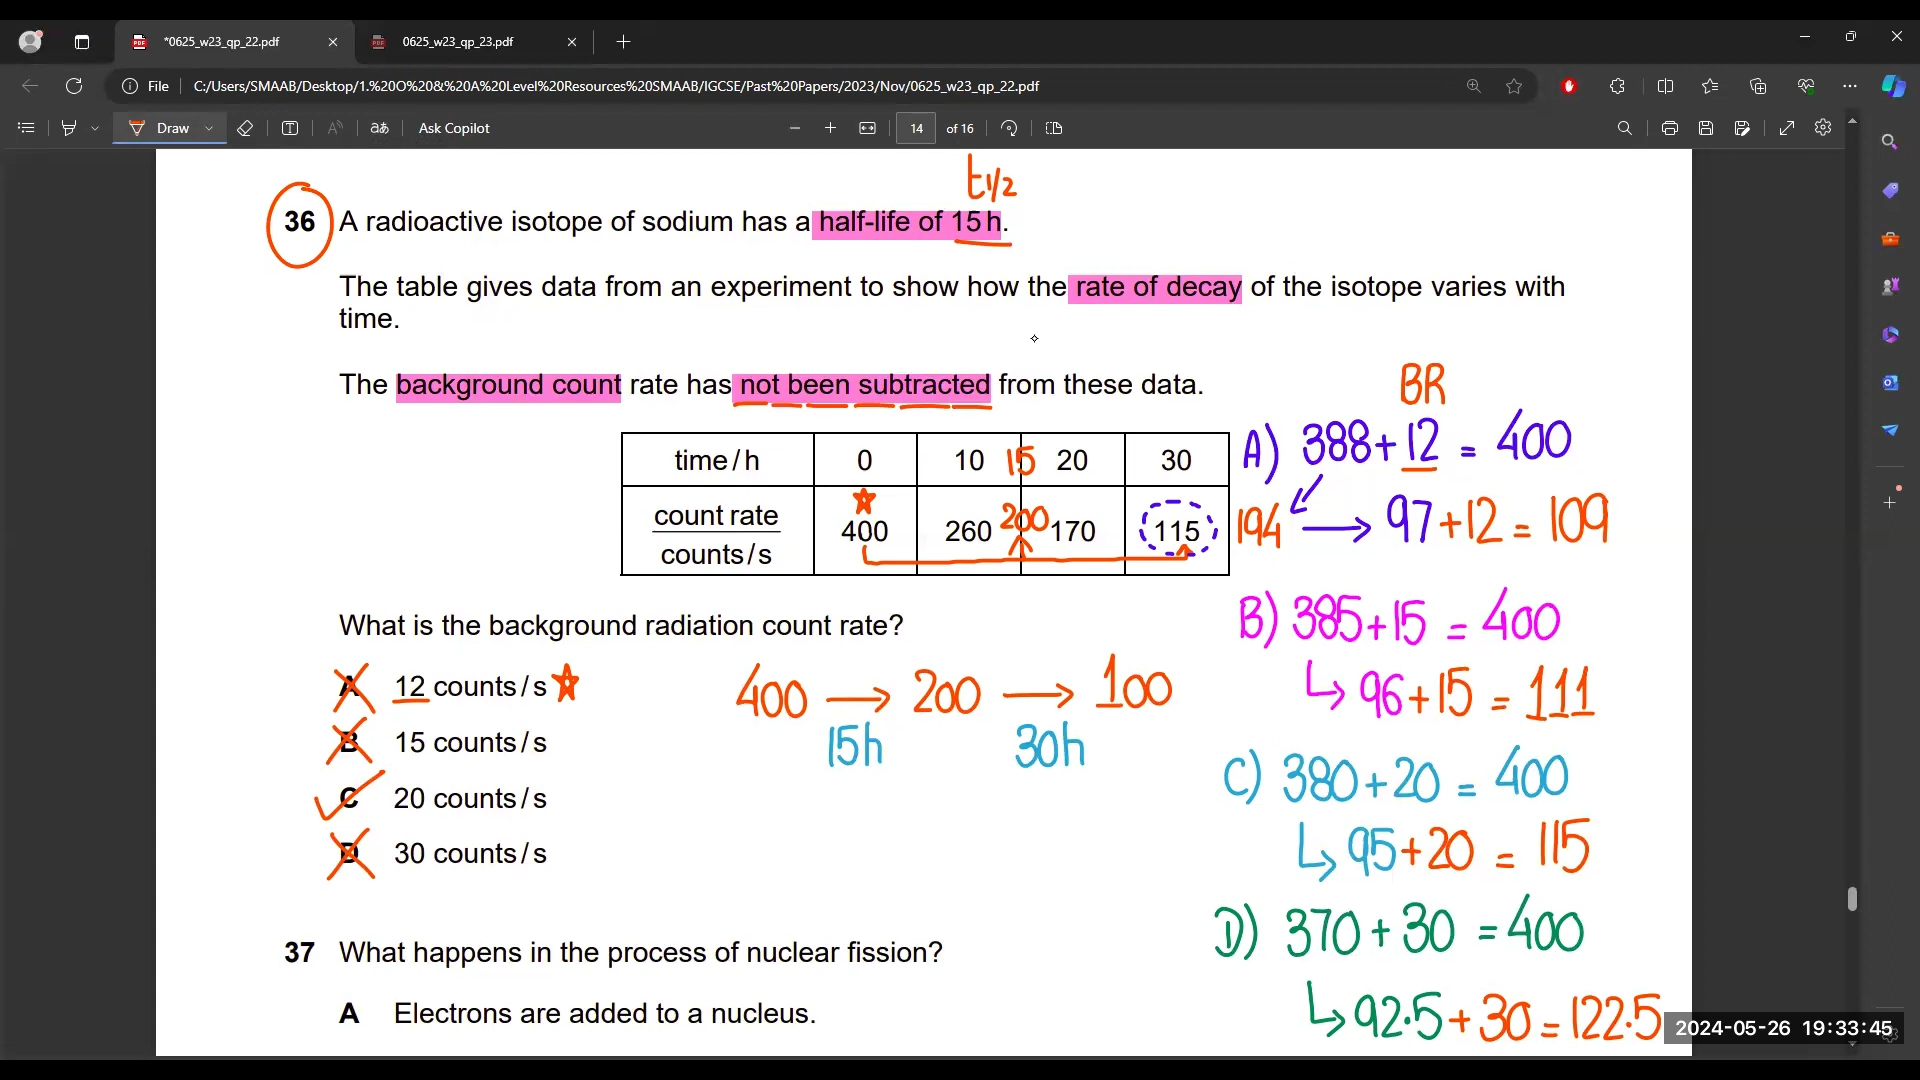 *0625_w23_qp_22.pdf
0625_w23_qp_23.pdf
File
C:/Users/SMAAB/Desktop/1.%20O%20&%20A%20Level%20Resources%20SMAAB/IGCSE/Past%20Papers/2023/Nov/0625_w23_qp_22.pdf
Draw
Ask Copilot
14 of 16
t1/2
36 A radioactive isotope of sodium has a half-life of 15 h.
The table gives data from an experiment to show how the rate of decay of the isotope varies with
time.
The background count rate has not been subtracted from these data.
BR
time / h 0 10 15 20 30
count rate
counts / s
400 260 200 170 115
A) 388+12 = 400
194 → 97+12 = 109
B) 385+15 = 400
↳ 96+15 = 111
C) 380+20 = 400
↳ 95+20 = 115
D) 370+30 = 400
↳ 92.5+30=122.5
What is the background radiation count rate?
A 12 counts / s
B 15 counts / s
C 20 counts / s
D 30 counts / s
400 → 200 → 100
15h 30h
37 What happens in the process of nuclear fission?
A Electrons are added to a nucleus.
2024-05-26 19:33:45